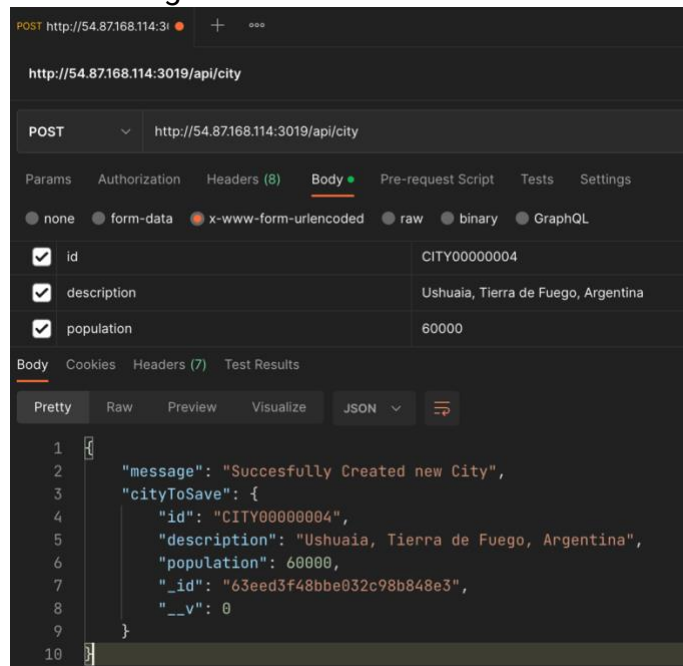 POST http://54.87.168.114:3
http://54.87.168.114:3019/api/city
POST http://54.87.168.114:3019/api/city
Params Authorization Headers (8) Body Pre-request Script Tests Settings
none form-data x-www-form-urlencoded raw binary GraphQL
id CITY00000004
description Ushuaia, Tierra de Fuego, Argentina
population 60000
Body Cookies Headers (7) Test Results
Pretty Raw Preview Visualize JSON
1 {
2 "message": "Succesfully Created new City",
3 "cityToSave": {
4 "id": "CITY00000004",
5 "description": "Ushuaia, Tierra de Fuego, Argentina",
6 "population": 60000,
7 "_id": "63eed3f48bbe032c98b848e3",
8 "__v": 0
9 }
10 }